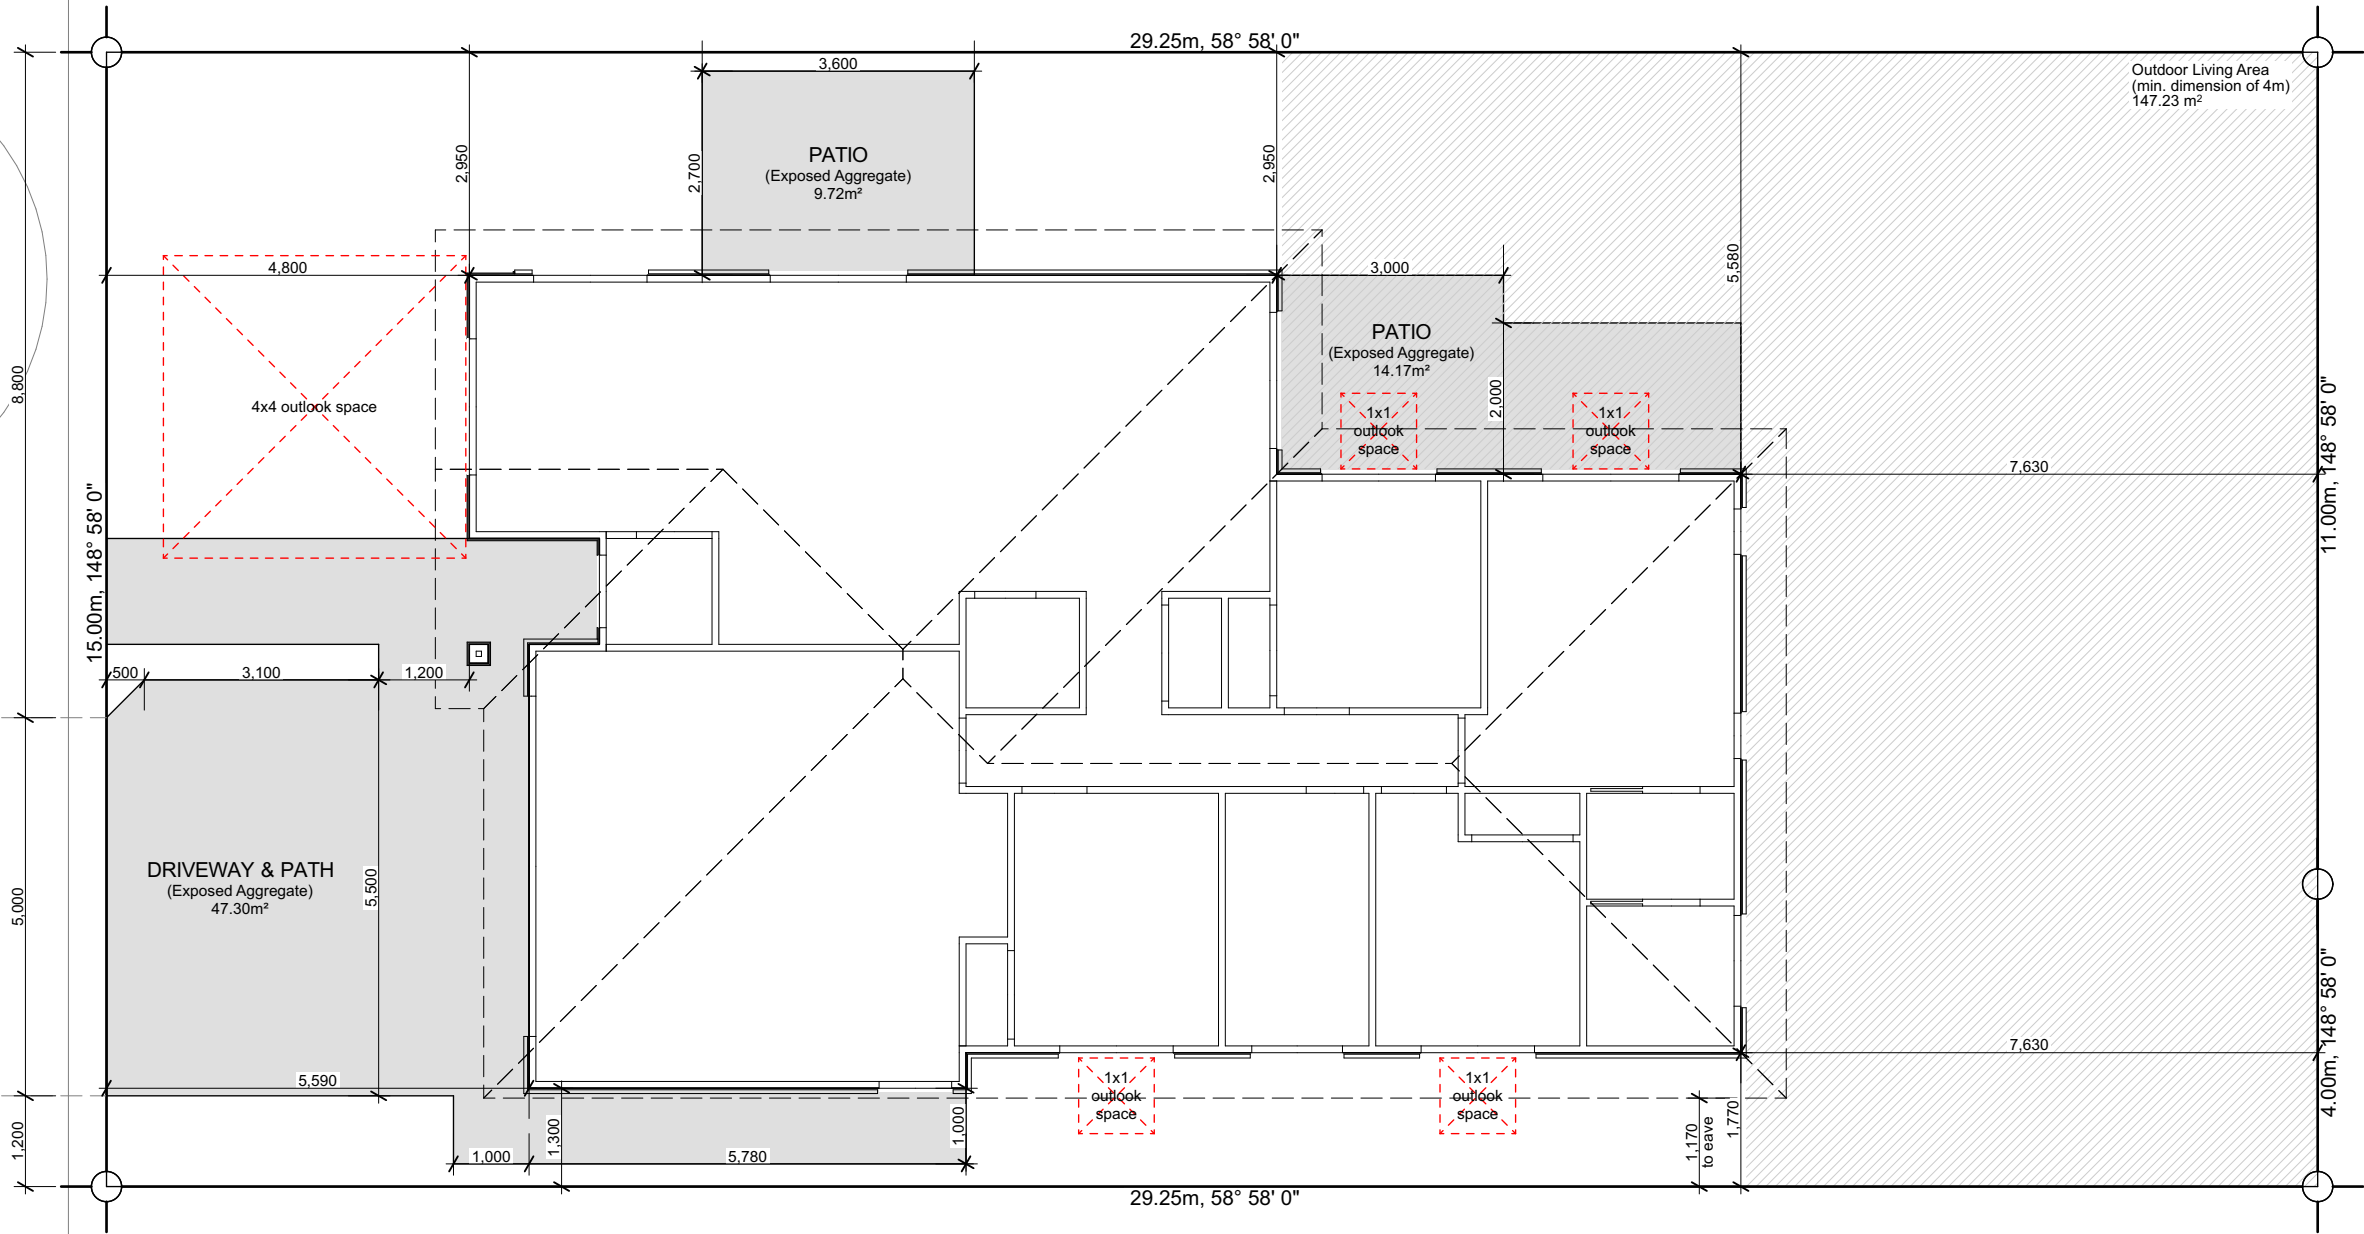 29.25m, 58° 58' 0"
3,600
Outdoor Living Area
(min. dimension of 4m)
147.23 m²
2,950
2,700
PATIO
(Exposed Aggregate)
9.72m²
2,950
5,580
4,800
3,000
8,800
4x4 outlook space
PATIO
(Exposed Aggregate)
14.17m²
2,000
1x1
outlook
space
1x1
outlook
space
11.00m, 148° 58' 0"
7,630
15.00m, 148° 58' 0"
500
3,100
1,200
DRIVEWAY & PATH
(Exposed Aggregate)
47.30m²
5,500
5,000
4.00m, 148° 58' 0"
7,630
5,590
1x1
outlook
space
1x1
outlook
space
1,200
1,300
1,000
1,170
to eave
1,770
1,000
5,780
29.25m, 58° 58' 0"